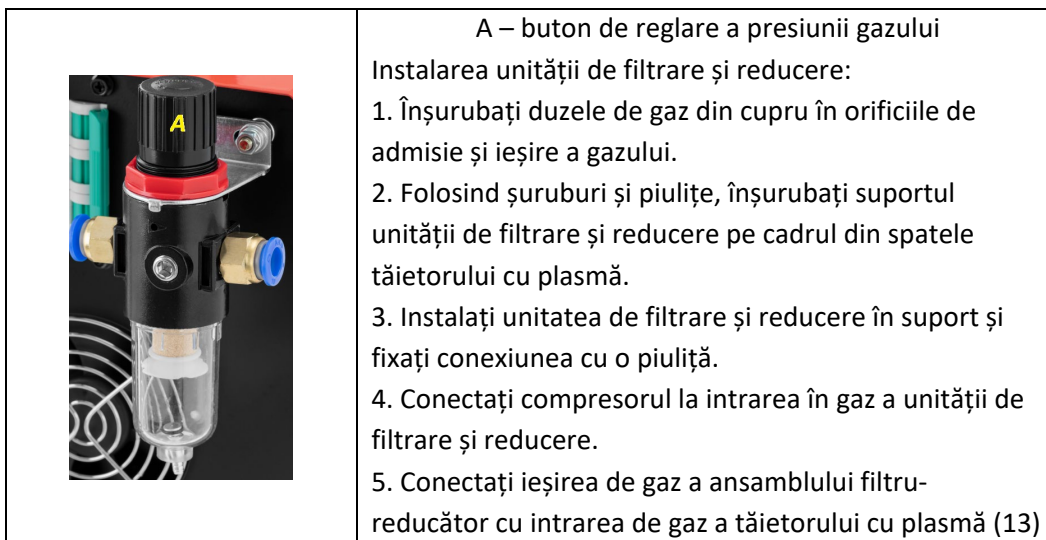 A
A – buton de reglare a presiunii gazului
Instalarea unității de filtrare și reducere:
1. Înșurubați duzele de gaz din cupru în orificiile de
admisie și ieșire a gazului.
2. Folosind șuruburi și piulițe, înșurubați suportul
unității de filtrare și reducere pe cadrul din spatele
tăietorului cu plasmă.
3. Instalați unitatea de filtrare și reducere în suport și
fixați conexiunea cu o piuliță.
4. Conectați compresorul la intrarea în gaz a unității de
filtrare și reducere.
5. Conectați ieșirea de gaz a ansamblului filtru-
reducător cu intrarea de gaz a tăietorului cu plasmă (13)